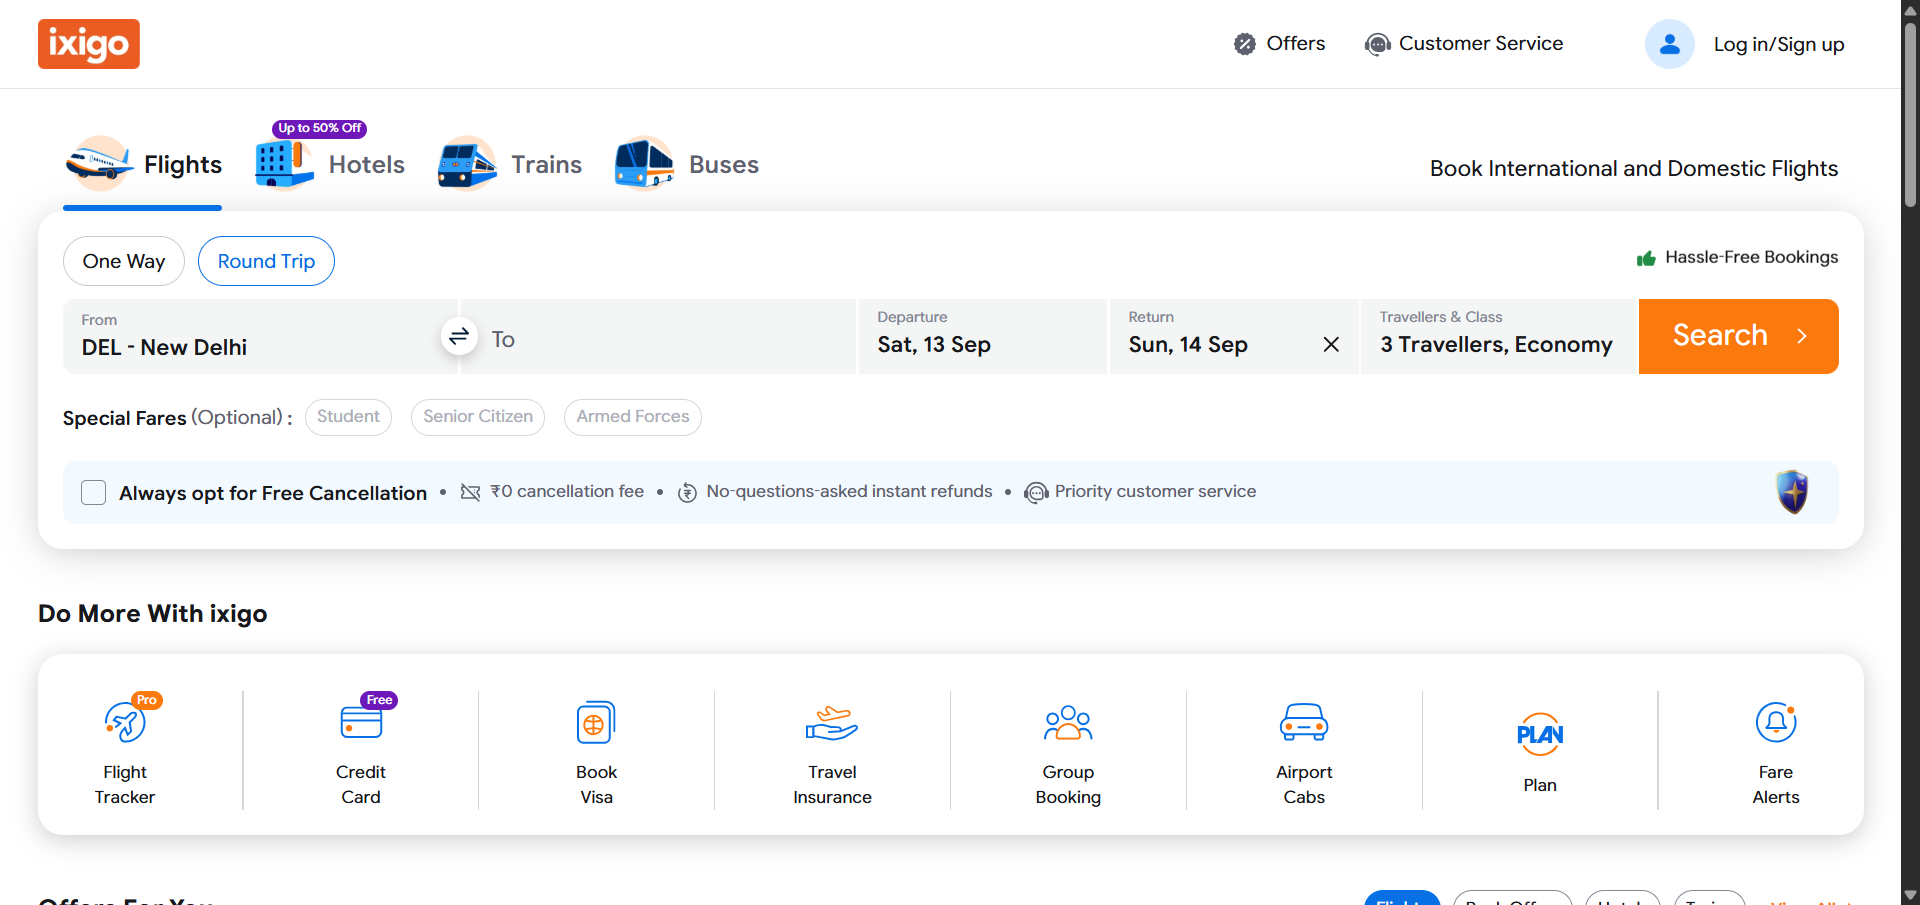 ixigo
Offers
Customer Service
Log in/Sign up
Up to 50% Off
Flights
Hotels
Trains
Buses
Book International and Domestic Flights
One Way
Round Trip
Hassle-Free Bookings
From
DEL - New Delhi
To
Departure
Sat, 13 Sep
Return
Sun, 14 Sep
Travellers & Class
3 Travellers, Economy
Search
Special Fares (Optional) :
Student
Senior Citizen
Armed Forces
Always opt for Free Cancellation • ₹0 cancellation fee • No-questions-asked instant refunds • Priority customer service
Do More With ixigo
Pro
Flight
Tracker
Free
Credit
Card
Book
Visa
Travel
Insurance
Group
Booking
Airport
Cabs
PLAN
Plan
Fare
Alerts
Offers For You